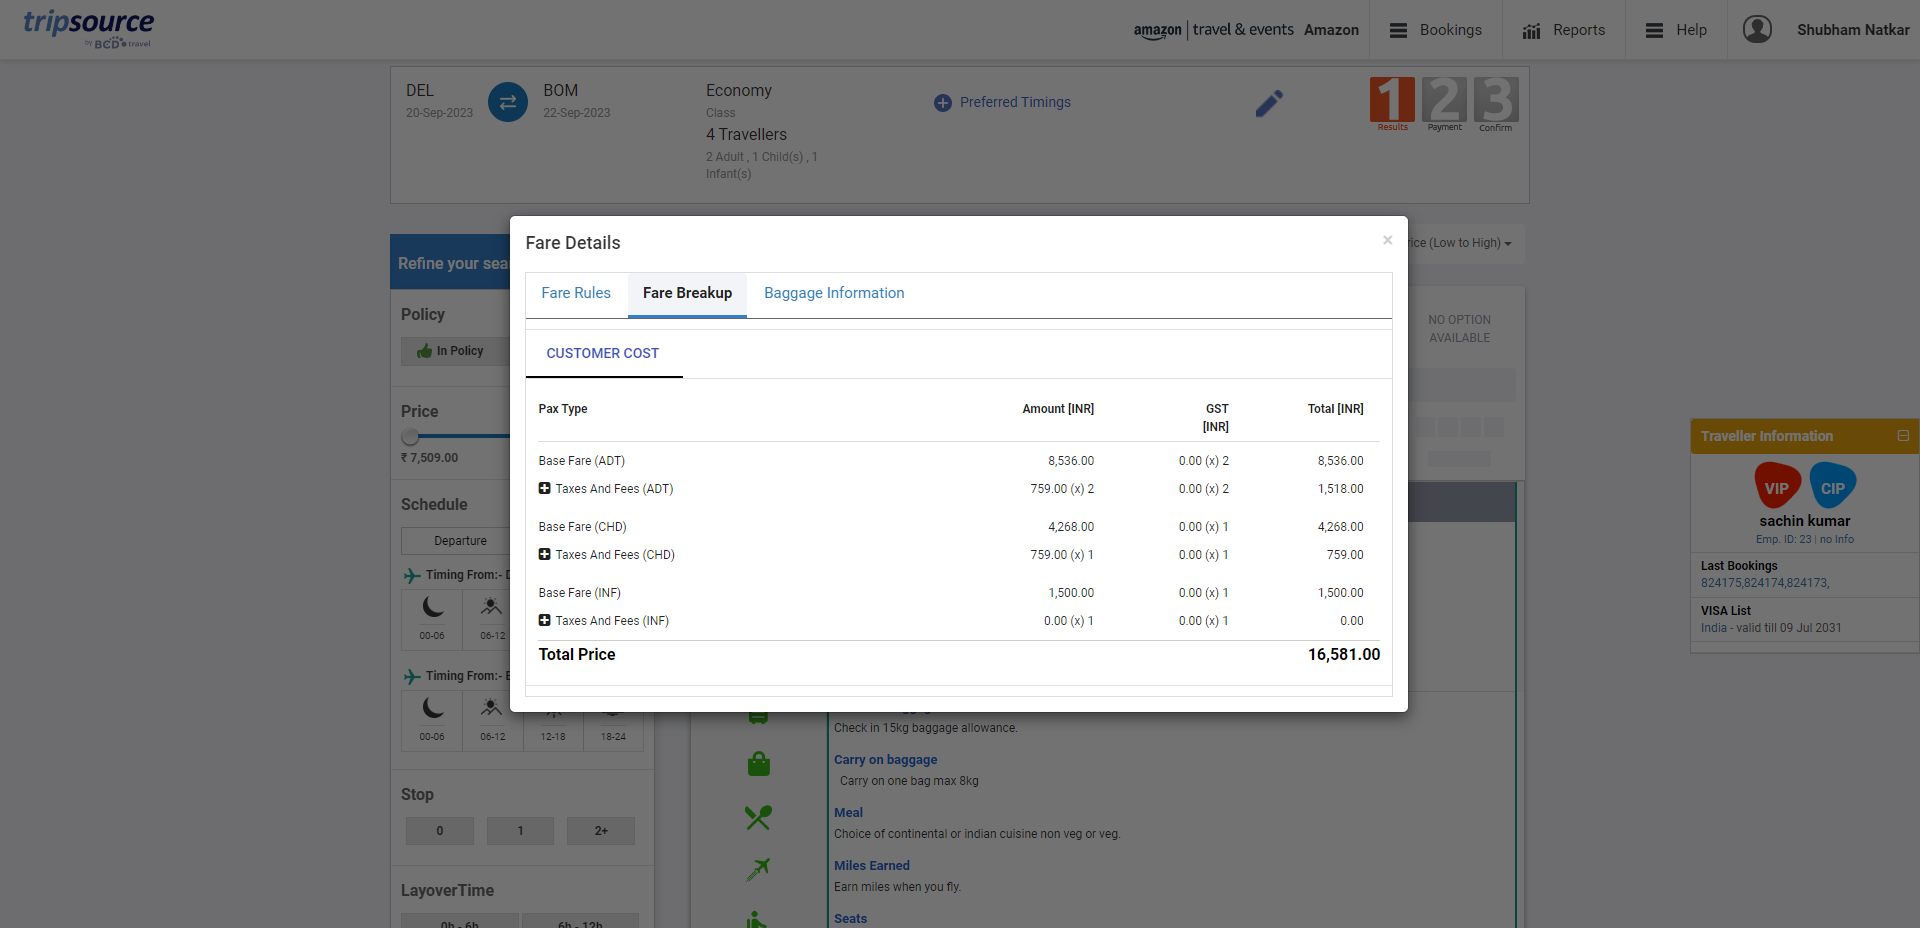 tripsource
by BCD travel
amazon | travel & events Amazon
Bookings
Reports
Help
Shubham Natkar
DEL
20-Sep-2023
BOM
22-Sep-2023
Economy
Class
4 Travellers
2 Adult , 1 Child(s) , 1
Infant(s)
Preferred Timings
1 2 3
Results Payment Confirm
Refine your
Policy
In Policy
Price
₹ 7,509.00
Schedule
Departure
Timing From:-
00-06 06-12
Timing From:-
00-06 06-12 12-18 18-24
Stop
0 1 2+
LayoverTime
0h - 6h 6h - 12h
Fare Details
×
Fare Rules Fare Breakup Baggage Information
CUSTOMER COST
Pax Type Amount [INR] GST [INR] Total [INR]
Base Fare (ADT) 8,536.00 0.00 (x) 2 8,536.00
Taxes And Fees (ADT) 759.00 (x) 2 0.00 (x) 2 1,518.00
Base Fare (CHD) 4,268.00 0.00 (x) 1 4,268.00
Taxes And Fees (CHD) 759.00 (x) 1 0.00 (x) 1 759.00
Base Fare (INF) 1,500.00 0.00 (x) 1 1,500.00
Taxes And Fees (INF) 0.00 (x) 1 0.00 (x) 1 0.00
Total Price 16,581.00
(Low to High)
NO OPTION
AVAILABLE
Check in 15kg baggage allowance.
Carry on baggage
Carry on one bag max 8kg
Meal
Choice of continental or indian cuisine non veg or veg.
Miles Earned
Earn miles when you fly.
Seats
Traveller Information
VIP CIP
sachin kumar
Emp. ID: 23 | no Info
Last Bookings
824175,824174,824173,
VISA List
India - valid till 09 Jul 2031